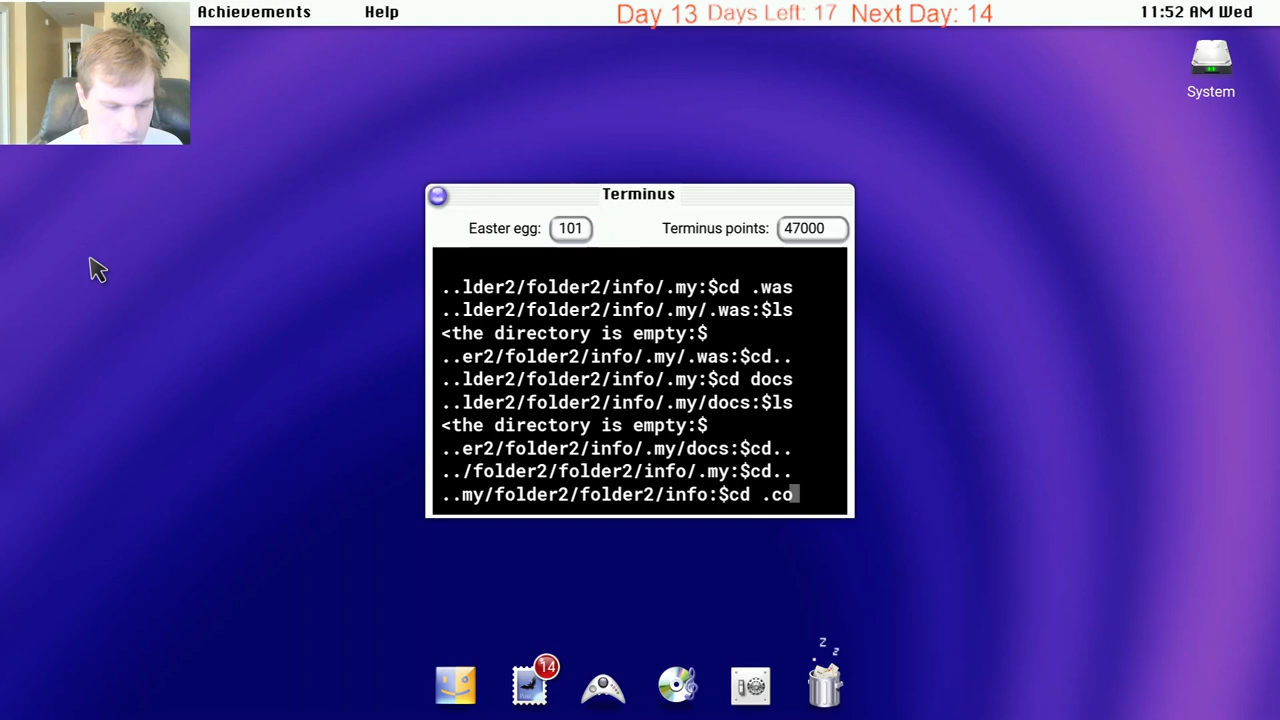 Achievements Help Day 13 Days Left: 17 Next Day: 14 11:52 AM Wed
System
Terminus
Easter egg: 101 Terminus points: 47000
..lder2/folder2/info/.my:$cd .was
..lder2/folder2/info/.my/.was:$ls
<the directory is empty:$
..er2/folder2/info/.my/.was:$cd..
..lder2/folder2/info/.my:$cd docs
..lder2/folder2/info/.my/docs:$ls
<the directory is empty:$
..er2/folder2/info/.my/docs:$cd..
../folder2/folder2/info/.my:$cd..
..my/folder2/folder2/info:$cd .co
z
z
14